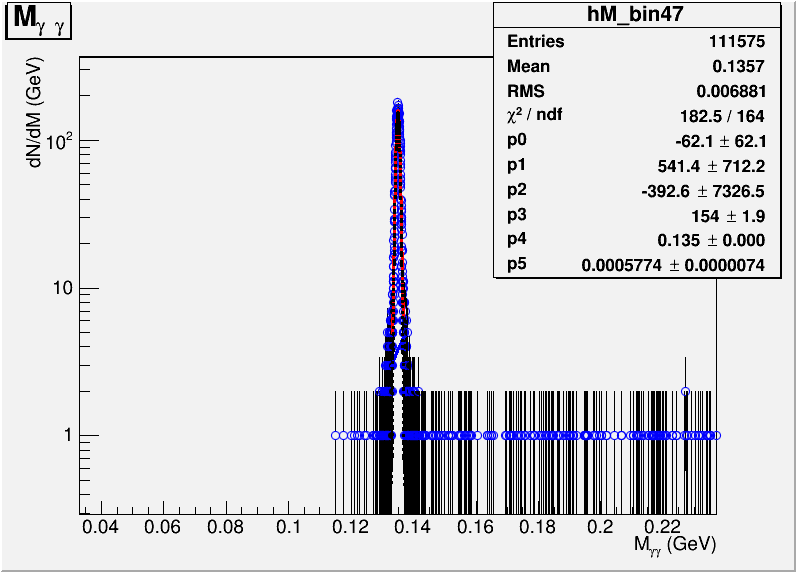 Mγ γ
hM_bin47
Entries 111575
Mean 0.1357
RMS 0.006881
χ² / ndf 182.5 / 164
p0 -62.1 ± 62.1
p1 541.4 ± 712.2
p2 -392.6 ± 7326.5
p3 154 ± 1.9
p4 0.135 ± 0.000
p5 0.0005774 ± 0.0000074
dN/dM (GeV)
10²
10
1
0.04 0.06 0.08 0.1 0.12 0.14 0.16 0.18 0.2 0.22
Mγγ (GeV)